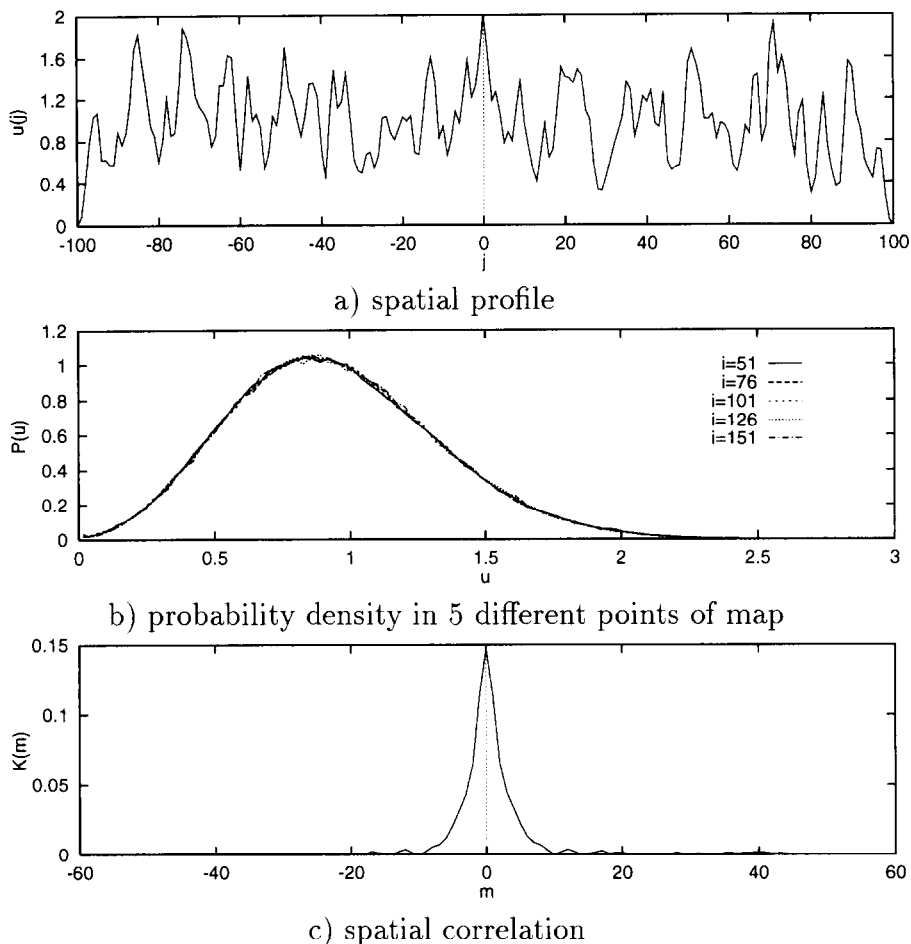 2
1.6
1.2
0.8
0.4
0
u(j)
-100 -80 -60 -40 -20 0 20 40 60 80 100
j
a) spatial profile
1.2
1
0.8
0.6
0.4
0.2
0
P(u)
i=51
i=76
i=101
i=126
i=151
0 0.5 1 1.5 2 2.5 3
u
b) probability density in 5 different points of map
0.15
0.1
0.05
0
K(m)
-60 -40 -20 0 20 40 60
m
c) spatial correlation